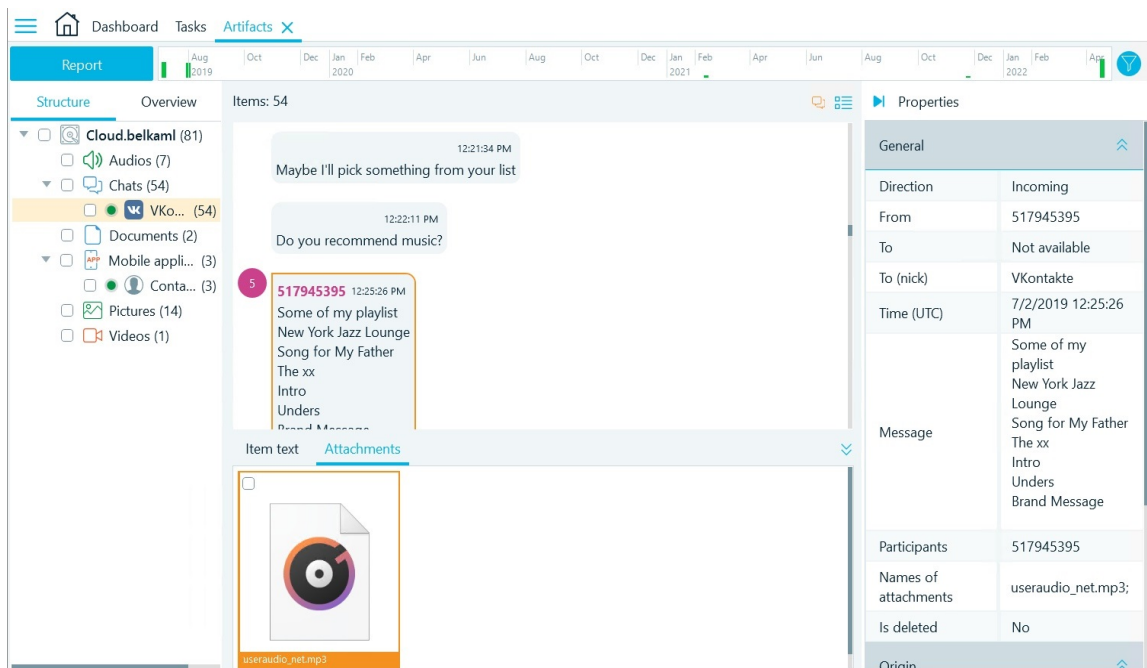 Dashboard Tasks Artifacts
Report
Aug 2019 Oct Dec Jan 2020 Feb Apr Jun Aug Oct Dec Jan 2021 Feb Apr Jun Aug Oct Dec Jan 2022 Feb Apr
Structure Overview
Cloud.belkaml (81)
Audios (7)
Chats (54)
VKo... (54)
Documents (2)
APP Mobile appli... (3)
Conta... (3)
Pictures (14)
Videos (1)
Items: 54
12:21:34 PM
Maybe I'll pick something from your list
12:22:11 PM
Do you recommend music?
5
517945395 12:25:26 PM
Some of my playlist
New York Jazz Lounge
Song for My Father
The xx
Intro
Unders
Brand Message
Item text Attachments
useraudio_net.mp3
Properties
General
Direction Incoming
From 517945395
To Not available
To (nick) VKontakte
Time (UTC) 7/2/2019 12:25:26
PM
Message
Some of my
playlist
New York Jazz
Lounge
Song for My Father
The xx
Intro
Unders
Brand Message
Participants 517945395
Names of
attachments
useraudio_net.mp3;
Is deleted No
Origin